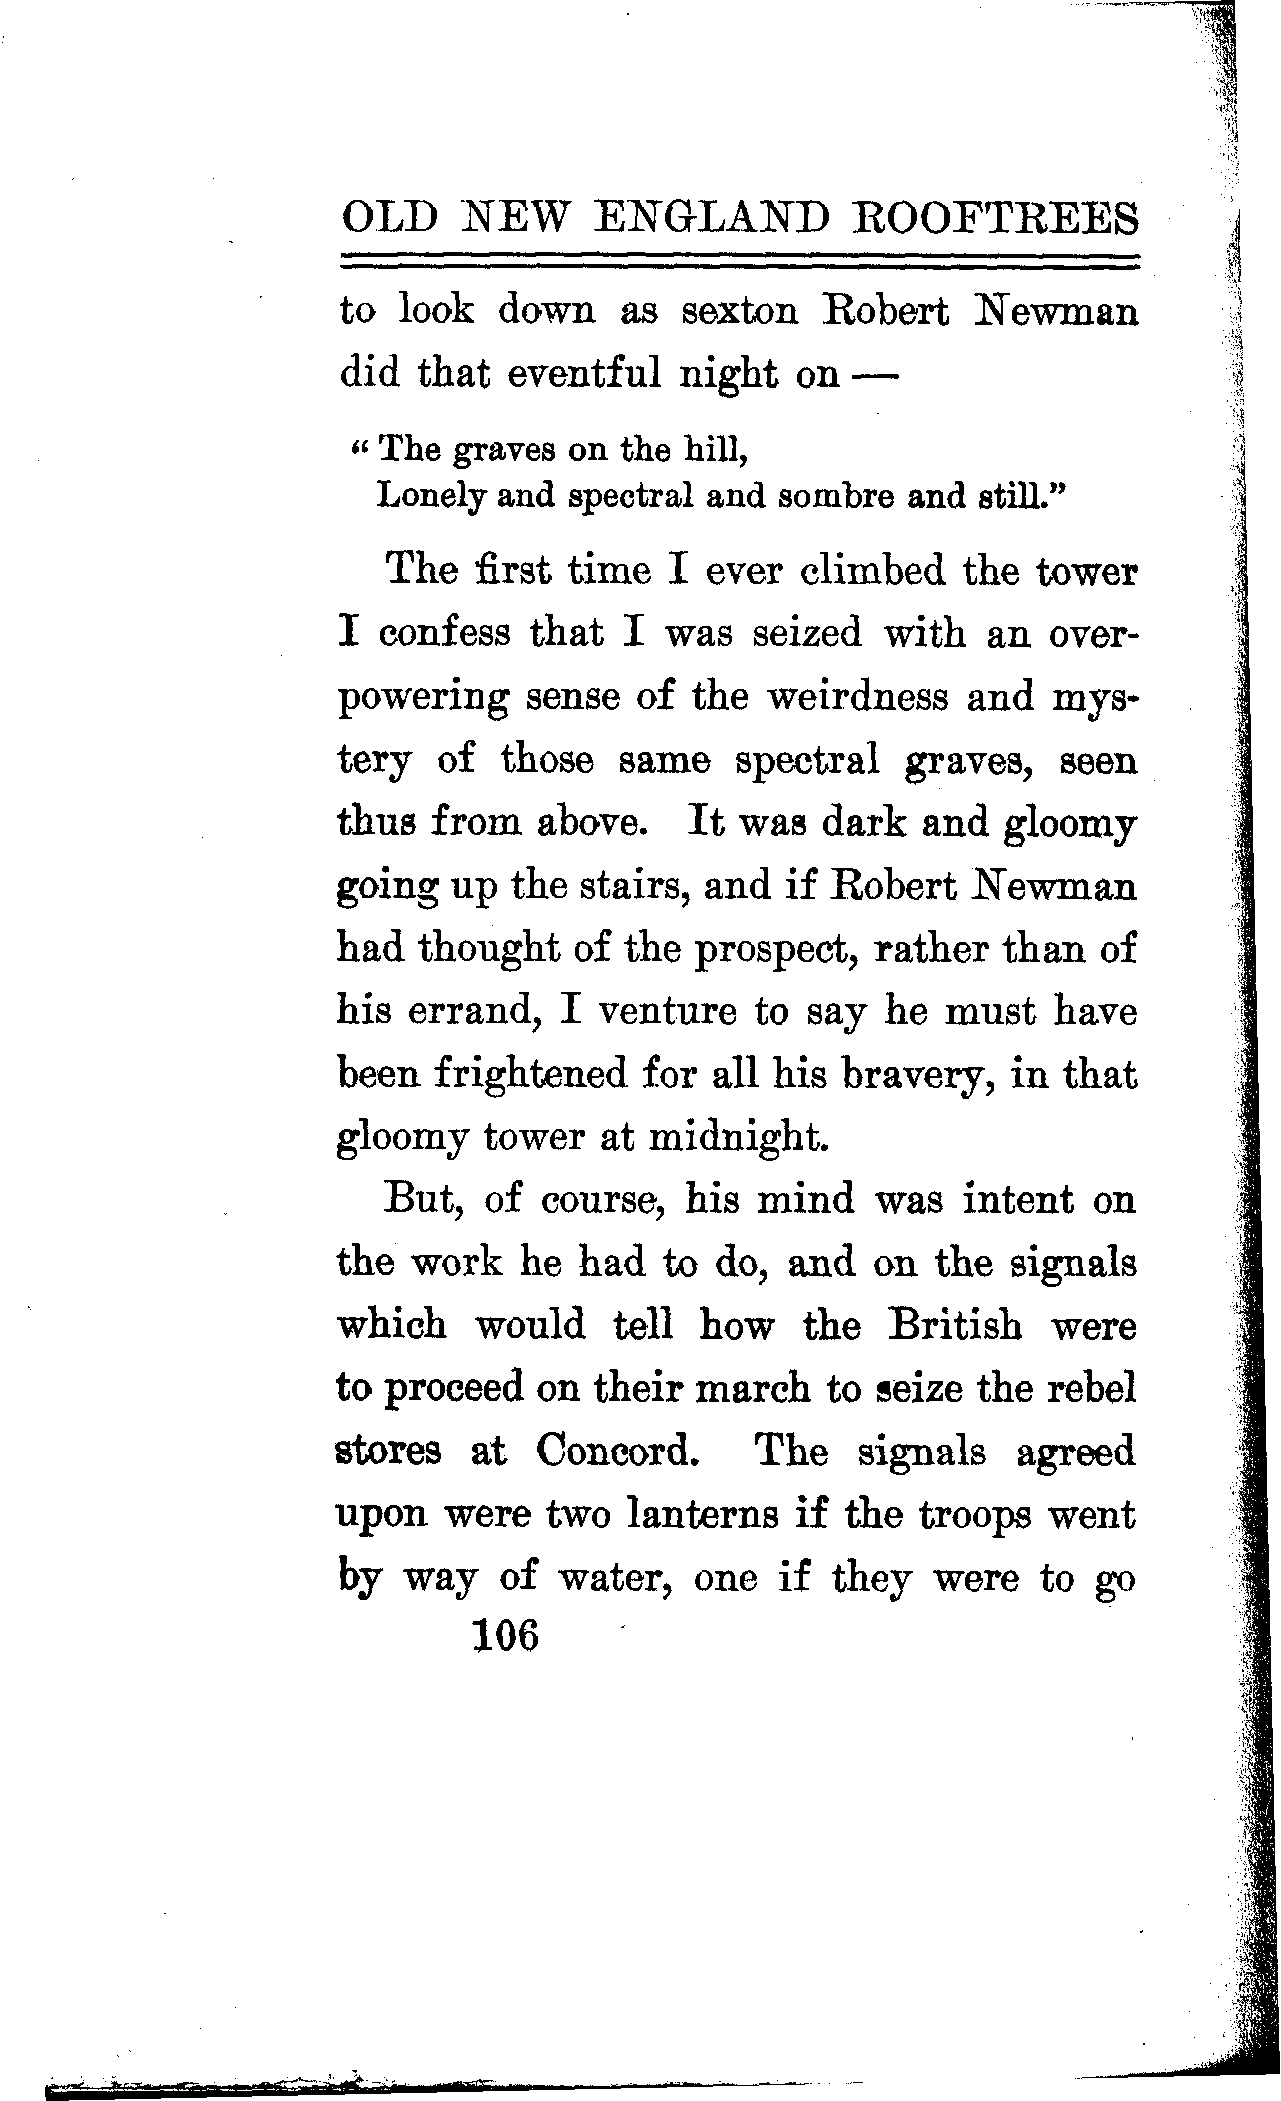 OLD NEW ENGLAND ROOFTREES
to look down as sexton Robert Newman
did that eventful night on —
“ The graves on the hill,
Lonely and spectral and sombre and still.”
The first time I ever climbed the tower
I confess that I was seized with an over-
powering sense of the weirdness and mys-
tery of those same spectral graves, seen
thus from above. It was dark and gloomy
going up the stairs, and if Robert Newman
had thought of the prospect, rather than of
his errand, I venture to say he must have
been frightened for all his bravery, in that
gloomy tower at midnight.
But, of course, his mind was intent on
the work he had to do, and on the signals
which would tell how the British were
to proceed on their march to seize the rebel
stores at Concord. The signals agreed
upon were two lanterns if the troops went
by way of water, one if they were to go
106